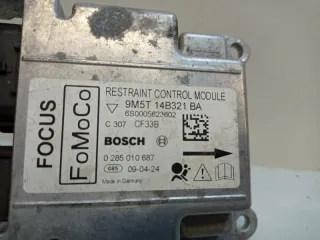 FOCUS
FoMoCo
RESTRAINT CONTROL MODULE
9M5T 14B321 BA
6S0005623602
C 307 CF33B
BOSCH
0 285 010 687
685 09-04-24
Made in Germany